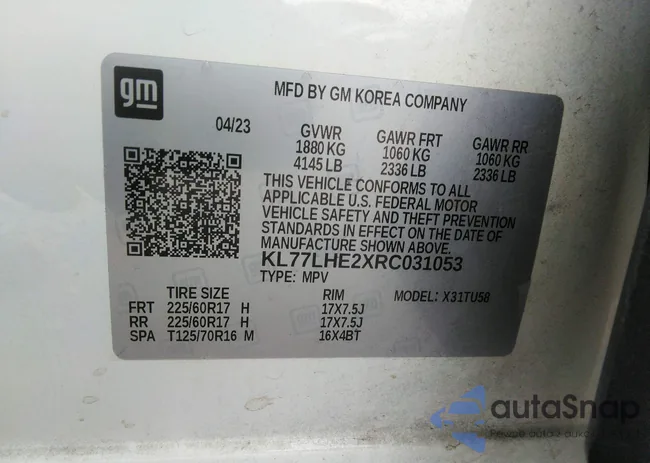 gm
MFD BY GM KOREA COMPANY
04/23 GVWR GAWR FRT GAWR RR
1880 KG 1060 KG 1060 KG
4145 LB 2336 LB 2336 LB
THIS VEHICLE CONFORMS TO ALL
APPLICABLE U.S. FEDERAL MOTOR
VEHICLE SAFETY AND THEFT PREVENTION
STANDARDS IN EFFECT ON THE DATE OF
MANUFACTURE SHOWN ABOVE.
KL77LHE2XRC031053
TYPE: MPV
TIRE SIZE RIM MODEL: X31TU58
FRT 225/60R17 H 17X7.5J
RR 225/60R17 H 17X7.5J
SPA T125/70R16 M 16X4BT
autaSnap
Pewne auta z